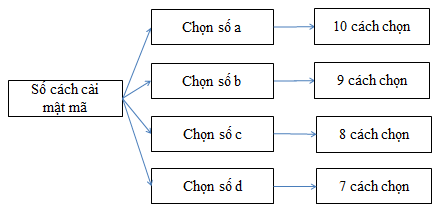 Chọn số a
10 cách chọn
Chọn số b
9 cách chọn
Số cách cài
mật mã
Chọn số c
8 cách chọn
Chọn số d
7 cách chọn